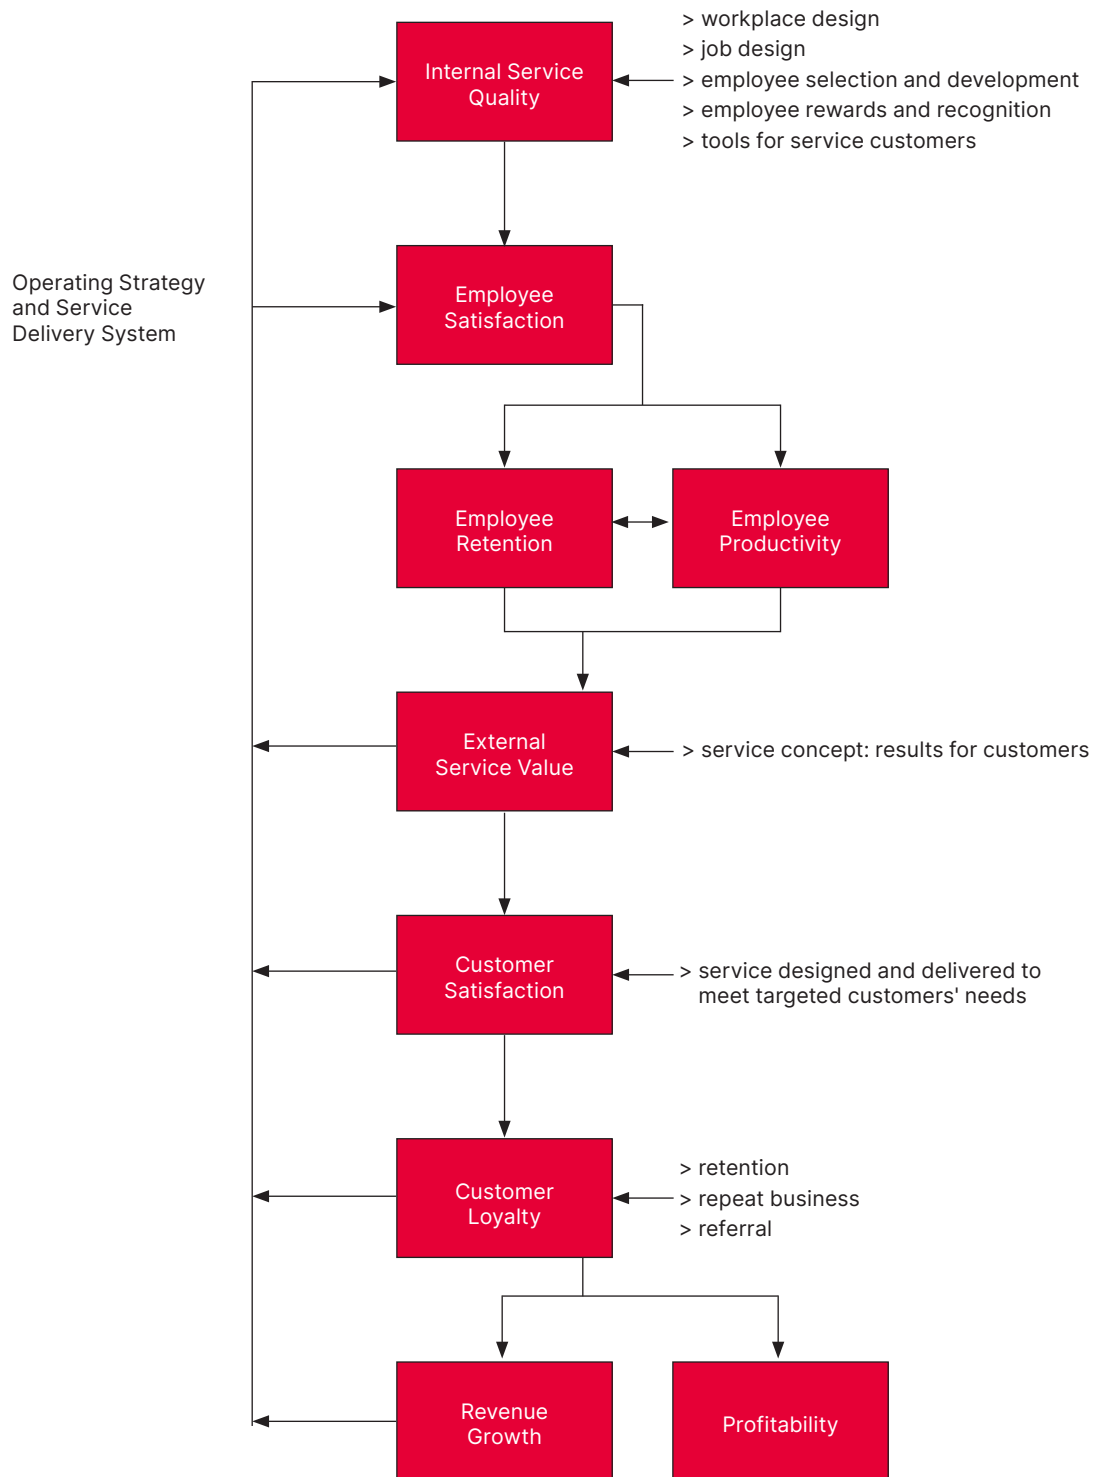 > workplace design
> job design
> employee selection and development
> employee rewards and recognition
> tools for service customers
Internal Service
Quality
Operating Strategy
and Service
Delivery System
Employee
Satisfaction
Employee
Retention
Employee
Productivity
External
Service Value
> service concept: results for customers
Customer
Satisfaction
> service designed and delivered to
meet targeted customers' needs
Customer
Loyalty
> retention
> repeat business
> referral
Revenue
Growth
Profitability